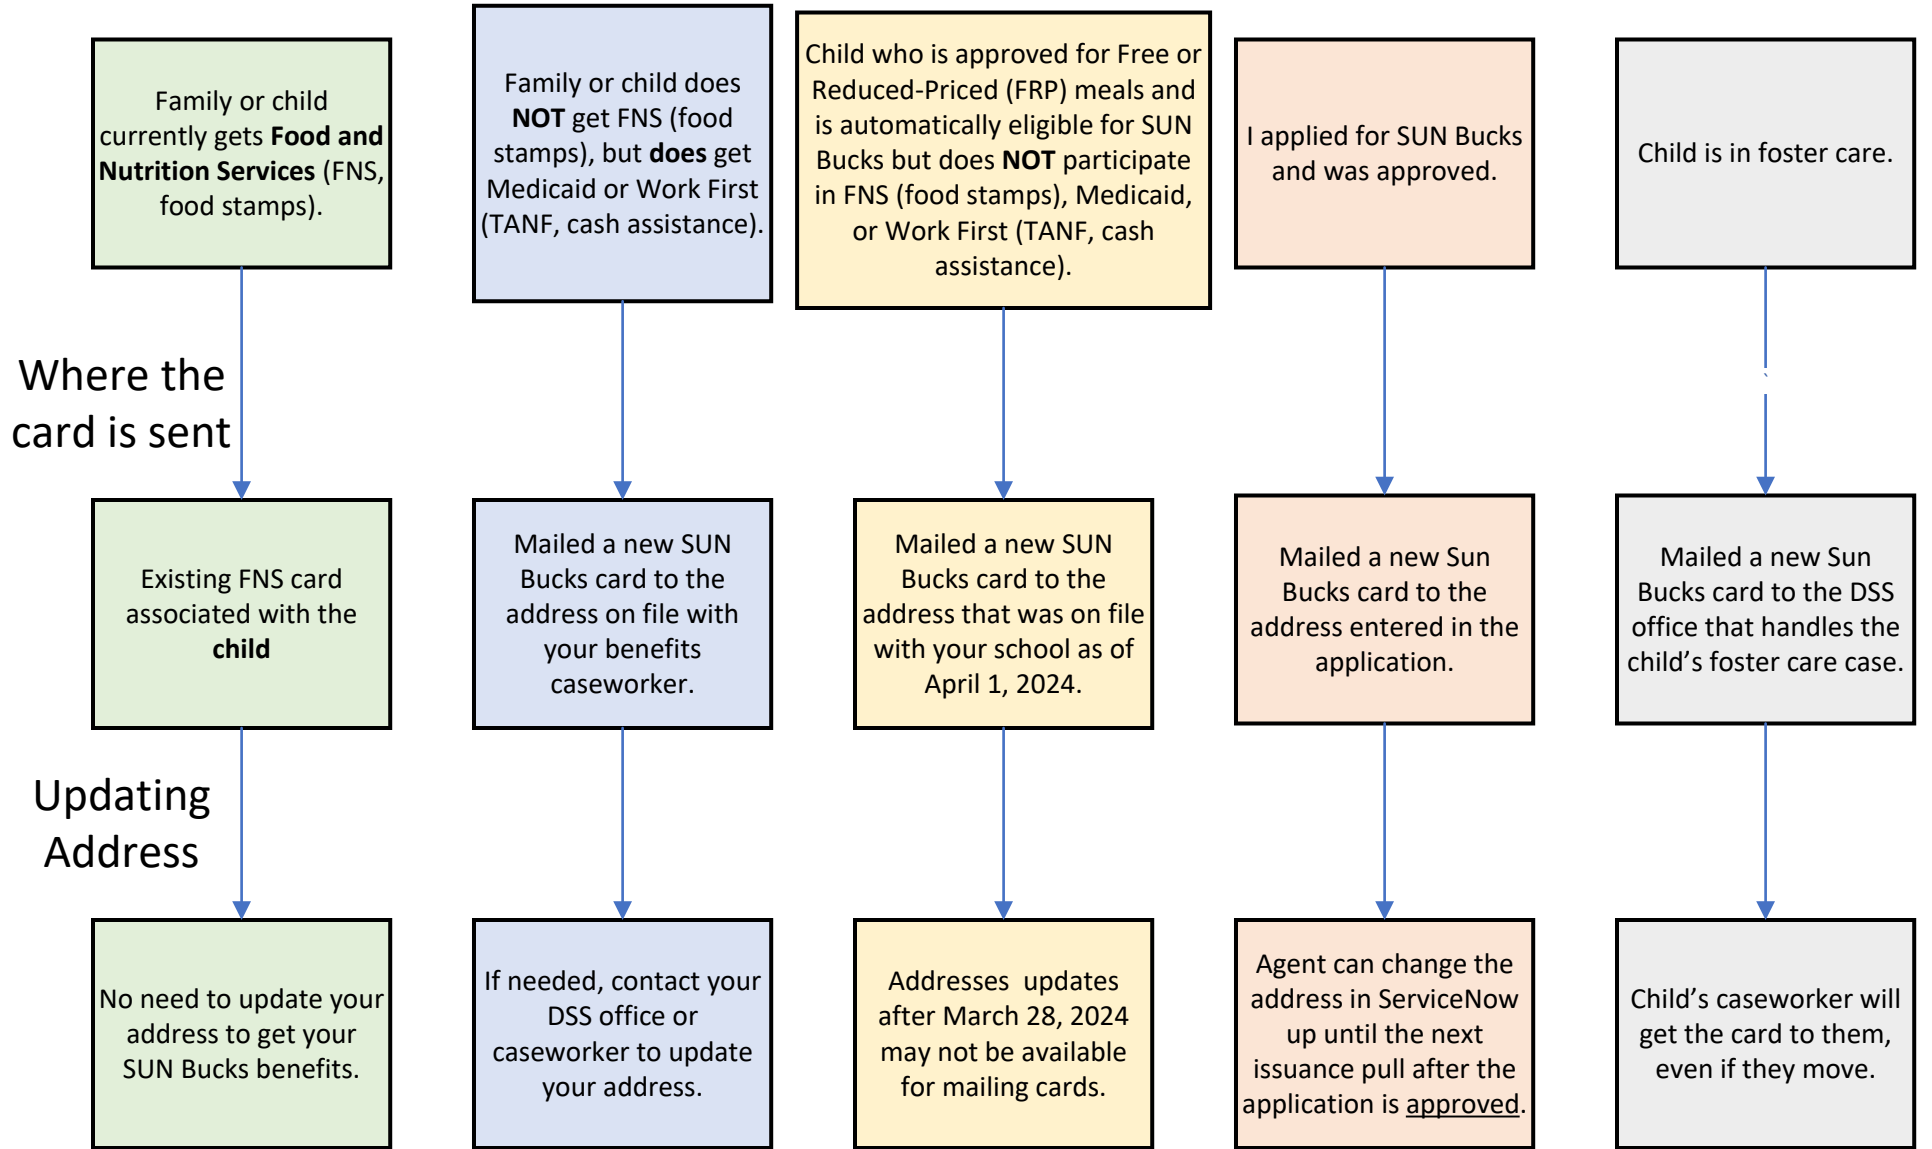 Family or child
currently gets Food and
Nutrition Services (FNS,
food stamps).
Family or child does
NOT get FNS (food
stamps), but does get
Medicaid or Work First
(TANF, cash assistance).
Child who is approved for Free or
Reduced-Priced (FRP) meals and
is automatically eligible for SUN
Bucks but does NOT participate
in FNS (food stamps), Medicaid,
or Work First (TANF, cash
assistance).
I applied for SUN Bucks
and was approved.
Child is in foster care.
Where the
card is sent
Existing FNS card
associated with the
child
Mailed a new SUN
Bucks card to the
address on file with
your benefits
caseworker.
Mailed a new SUN
Bucks card to the
address that was on file
with your school as of
April 1, 2024.
Mailed a new Sun
Bucks card to the
address entered in the
application.
Mailed a new Sun
Bucks card to the DSS
office that handles the
child’s foster care case.
Updating
Address
No need to update your
address to get your
SUN Bucks benefits.
If needed, contact your
DSS office or
caseworker to update
your address.
Addresses updates
after March 28, 2024
may not be available
for mailing cards.
Agent can change the
address in ServiceNow
up until the next
issuance pull after the
application is approved.
Child’s caseworker will
get the card to them,
even if they move.